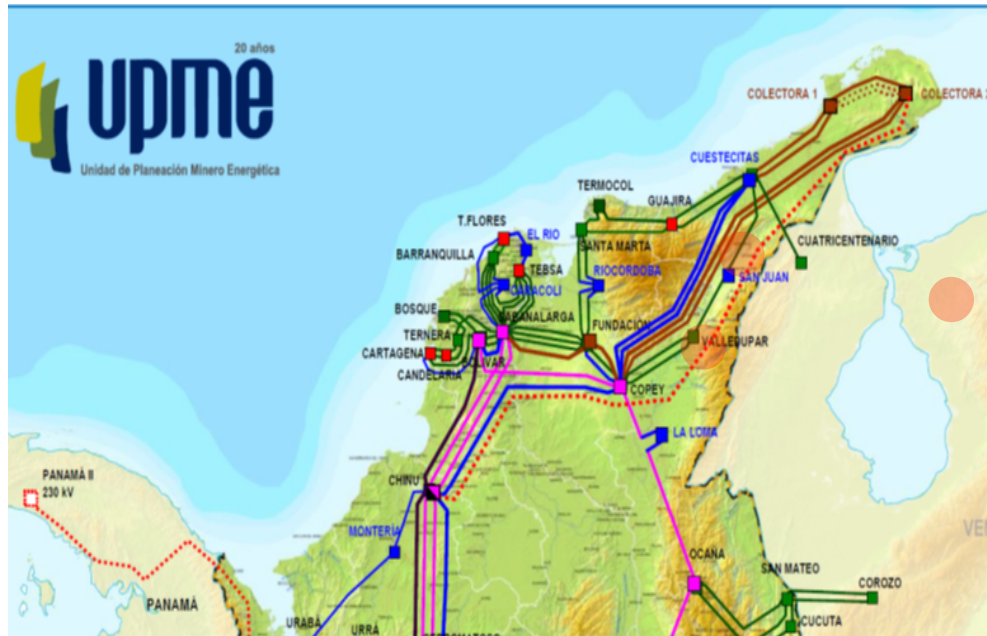 20 años
upme
Unidad de Planeación Minero Energética
COLECTORA 1
COLECTORA 2
CUESTECITAS
TERMOCOL
GUAJIRA
T.FLORES
EL RIO
SANTA MARTA
CUATRICENTENARIO
BARRANQUILLA
TEBSA
RIOCORDOBA
SAN JUAN
CARACOLI
BOSQUE
SABANALARGA
FUNDACIÓN
TERNERA
VALLEDUPAR
CARTAGENA
BOLIVAR
CANDELARIA
COPEY
LA LOMA
PANAMÁ II
230 kV
CHINU
MONTERÍA
OCAÑA
SAN MATEO
COROZO
PANAMÁ
URABÁ
URRÁ
CUCUTA